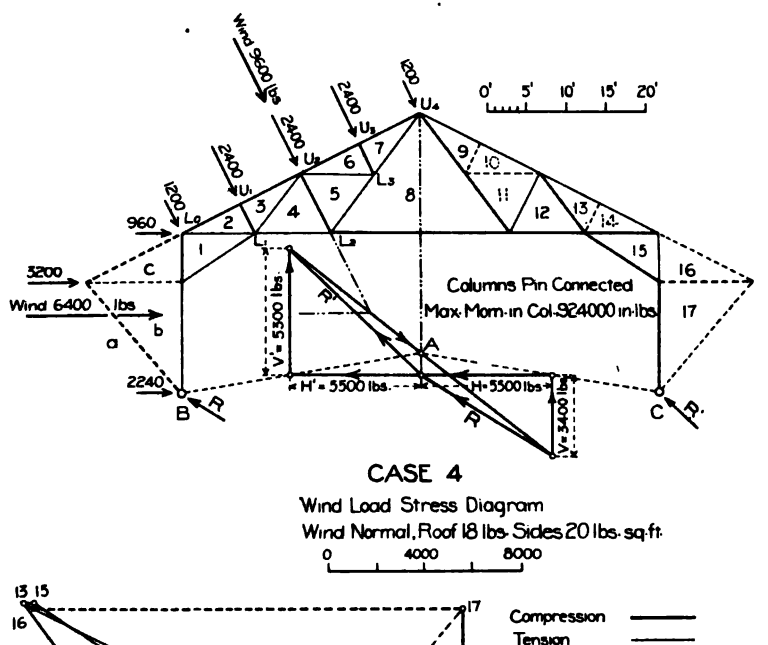 Wind 9600 lbs.
1200
U4
0' 5' 10' 15' 20'
2400
U3
2400
U2
7
9
10
6
L3
2400
U1
5
11
12
3
4
8
13
14
1200
L0
2
960
L1
L2
1
15
3200
C
16
Wind 6400 lbs
b
a
R'
V'= 5300 lbs.
Columns Pin Connected
Max. Mom. in Col. 924000 in-lbs.
17
A
2240
B
R
H'= 5500 lbs.
H= 5500 lbs.
R
V= 3400 lbs.
C
R'
CASE 4
Wind Load Stress Diagram
Wind Normal, Roof 18 lbs. Sides 20 lbs. sq. ft.
0 4000 8000
13 15
17
16
Compression
Tension